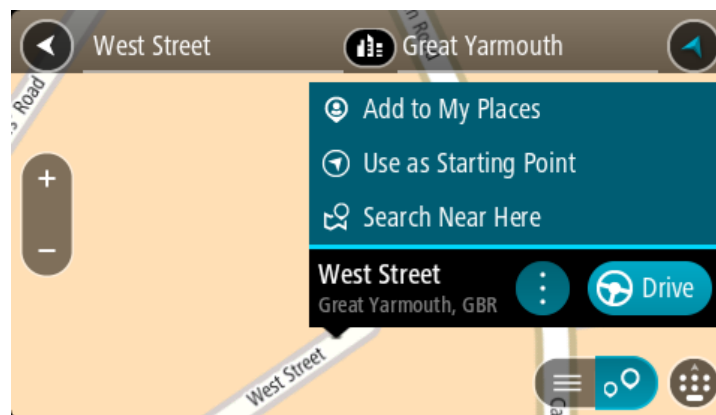 West Street
Great Yarmouth
Road
Add to My Places
Use as Starting Point
Search Near Here
West Street
Great Yarmouth, GBR
Drive
West Street